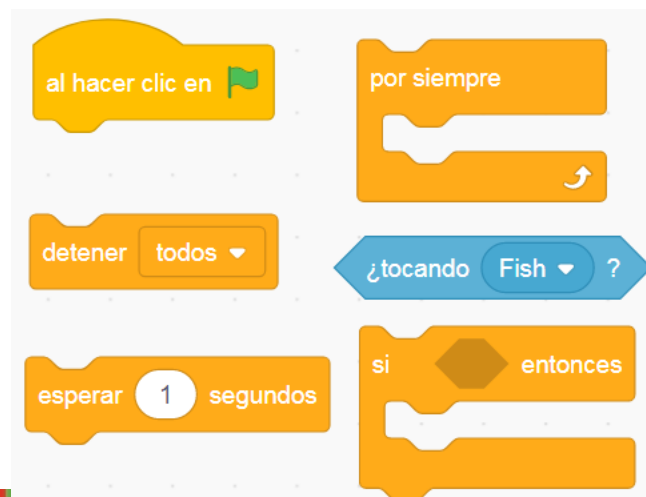 al hacer clic en
por siempre
detener todos
¿tocando Fish ?
esperar 1 segundos
si entonces